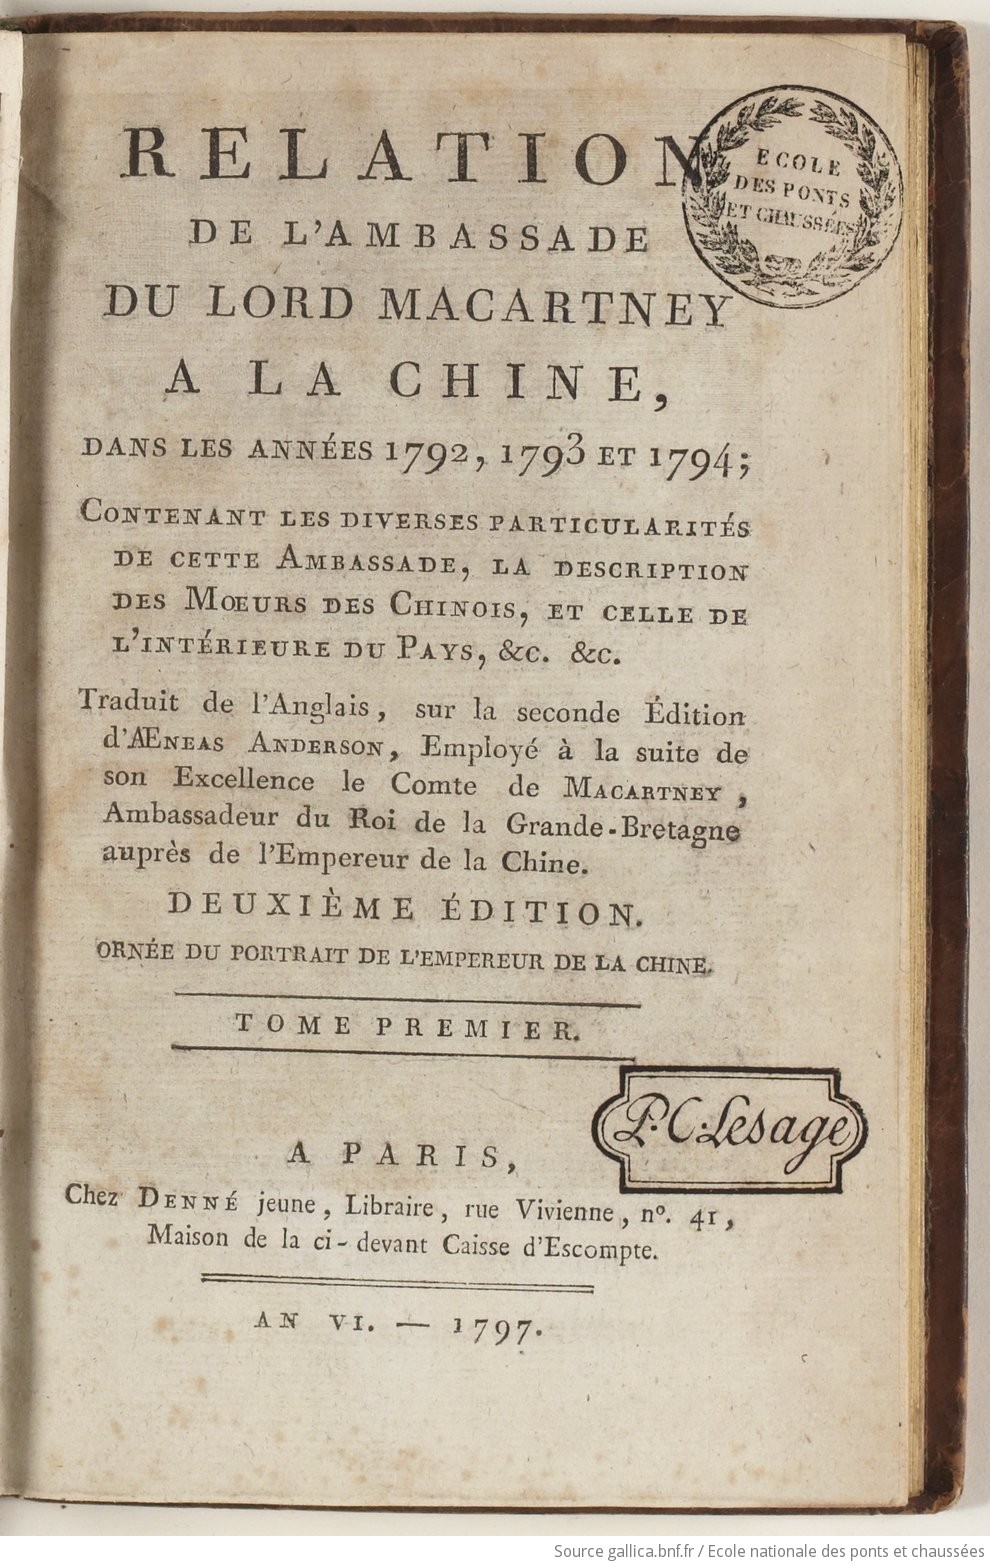 RELATION
DE L'AMBASSADE
DU LORD MACARTNEY
A LA CHINE,
DANS LES ANNÉES 1792, 1793 ET 1794;
CONTENANT LES DIVERSES PARTICULARITÉS
DE CETTE AMBASSADE, LA DESCRIPTION
DES MŒURS DES CHINOIS, ET CELLE DE
L'INTÉRIEURE DU PAYS, &c. &c.
Traduit de l'Anglais, sur la seconde Édition
d'ÆNEAS ANDERSON, Employé à la suite de
son Excellence le Comte de MACARTNEY,
Ambassadeur du Roi de la Grande-Bretagne
auprès de l'Empereur de la Chine.
DEUXIÈME ÉDITION.
ORNÉE DU PORTRAIT DE L'EMPEREUR DE LA CHINE.
TOME PREMIER.
A PARIS,
Chez DENNÉ jeune, Libraire, rue Vivienne, n°. 41,
Maison de la ci-devant Caisse d'Escompte.
AN VI. — 1797.
ECOLE
DES PONTS
ET CHAUSSÉES
P. C. Lesage
Source gallica.bnf.fr / Ecole nationale des ponts et chaussées